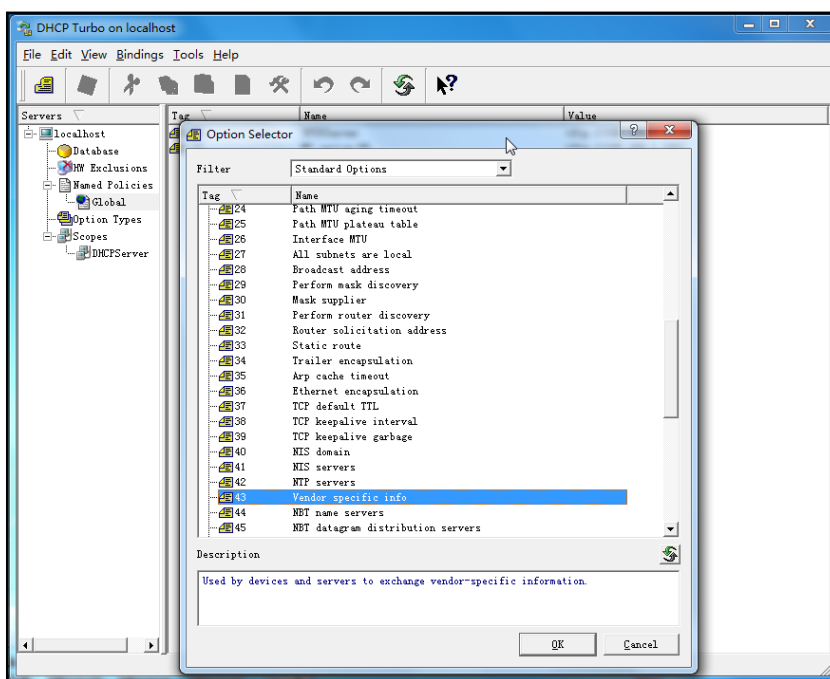 DHCP Turbo on localhost
File Edit View Bindings Tools Help
Servers
Tag Name Value
localhost
Database
HW Exclusions
Named Policies
Global
Option Types
Scopes
DHCPServer
Option Selector
Filter Standard Options
Tag Name
24 Path MTU aging timeout
25 Path MTU plateau table
26 Interface MTU
27 All subnets are local
28 Broadcast address
29 Perform mask discovery
30 Mask supplier
31 Perform router discovery
32 Router solicitation address
33 Static route
34 Trailer encapsulation
35 Arp cache timeout
36 Ethernet encapsulation
37 TCP default TTL
38 TCP keepalive interval
39 TCP keepalive garbage
40 NIS domain
41 NIS servers
42 NTP servers
43 Vendor specific info
44 NBT name servers
45 NBT datagram distribution servers
Description
Used by devices and servers to exchange vendor-specific information.
OK Cancel